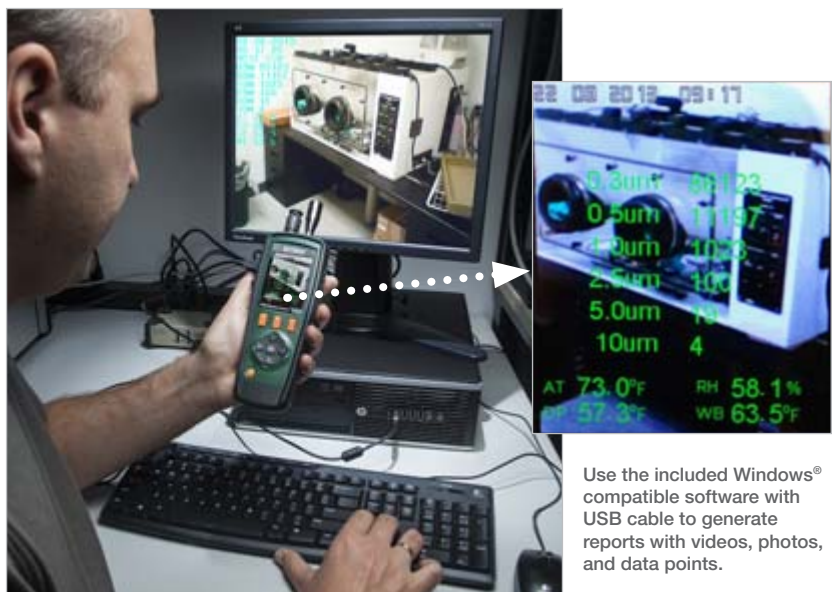 22 08 2012 09:17
0.3um 88123
0.5um 11197
1.0um 1023
2.5um 100
5.0um
10um 4
AT 73.0°F RH 58.1%
DP 57.3°F WB 63.5°F
Use the included Windows®
compatible software with
USB cable to generate
reports with videos, photos,
and data points.